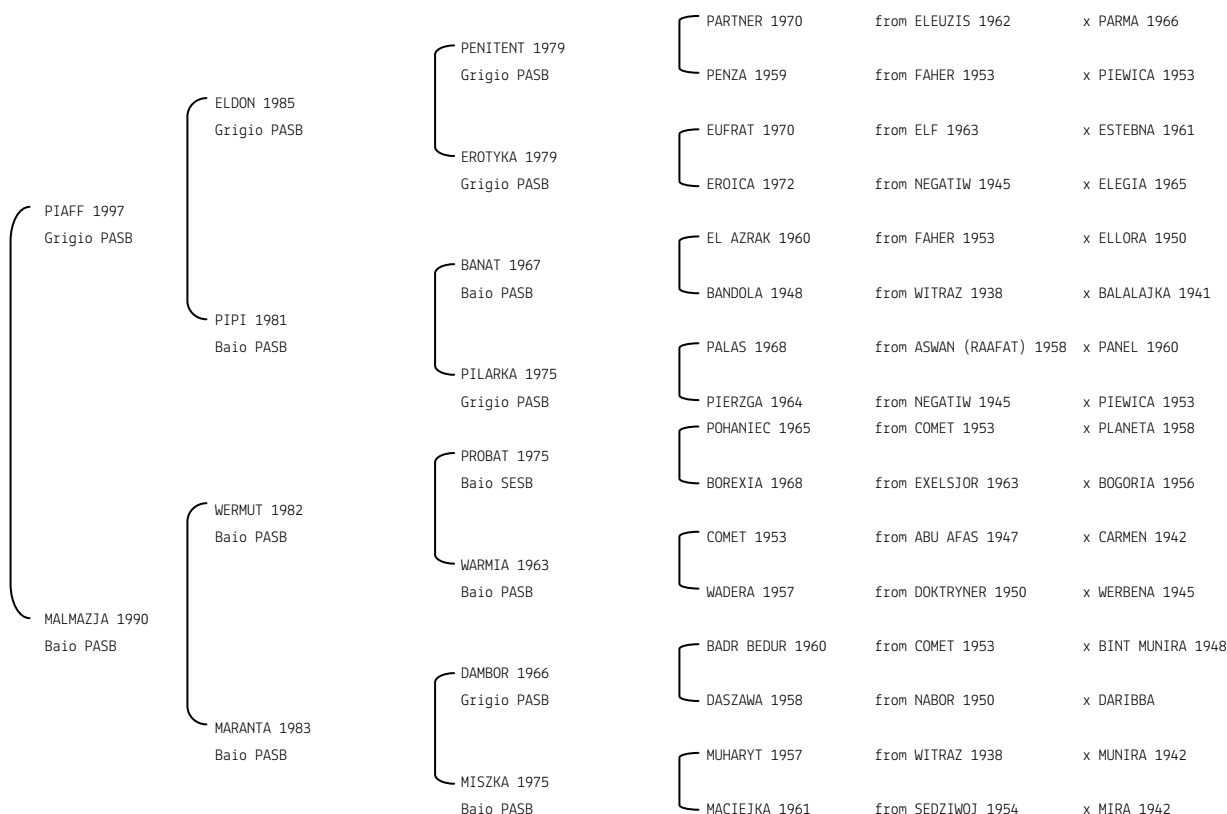 PARTNER 1970 from ELEUZIS 1962 x PARMA 1966
PENITENT 1979
Grigio PASB
PENZA 1959 from FAHER 1953 x PIEWICA 1953
ELDON 1985
Grigio PASB
EUFRAT 1970 from ELF 1963 x ESTEBNA 1961
EROTYKA 1979
Grigio PASB
EROICA 1972 from NEGATIW 1945 x ELEGIA 1965
PIAFF 1997
Grigio PASB
EL AZRAK 1960 from FAHER 1953 x ELLORA 1950
BANAT 1967
Baio PASB
BANDOLA 1948 from WITRAZ 1938 x BALALAJKA 1941
PIPI 1981
Baio PASB
PALAS 1968 from ASWAN (RAAFAT) 1958 x PANEL 1960
PILARKA 1975
Grigio PASB
PIERZGA 1964 from NEGATIW 1945 x PIEWICA 1953
POHANIEC 1965 from COMET 1953 x PLANETA 1958
PROBAT 1975
Baio SESB
BOREXIA 1968 from EXELSJOR 1963 x BOGORIA 1956
WERMUT 1982
Baio PASB
COMET 1953 from ABU AFAS 1947 x CARMEN 1942
WARMIA 1963
Baio PASB
WADERA 1957 from DOKTRYNER 1950 x WERBENA 1945
MALMAZJA 1990
Baio PASB
BADR BEDUR 1960 from COMET 1953 x BINT MUNIRA 1948
DAMBOR 1966
Grigio PASB
DASZAWA 1958 from NABOR 1950 x DARIBBA
MARANTA 1983
Baio PASB
MUHARYT 1957 from WITRAZ 1938 x MUNIRA 1942
MISZKA 1975
Baio PASB
MACIEJKA 1961 from SEDZIWOJ 1954 x MIRA 1942